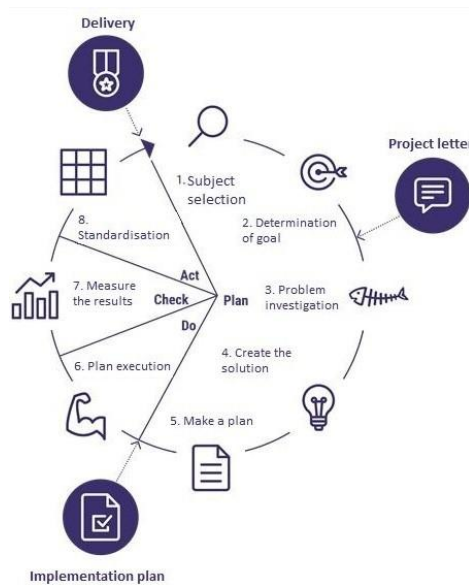 Delivery
Project letter
1. Subject
selection
2. Determination
of goal
3. Problem
investigation
4. Create the
solution
5. Make a plan
6. Plan execution
7. Measure
the results
8.
Standardisation
Act
Check
Plan
Do
Implementation plan